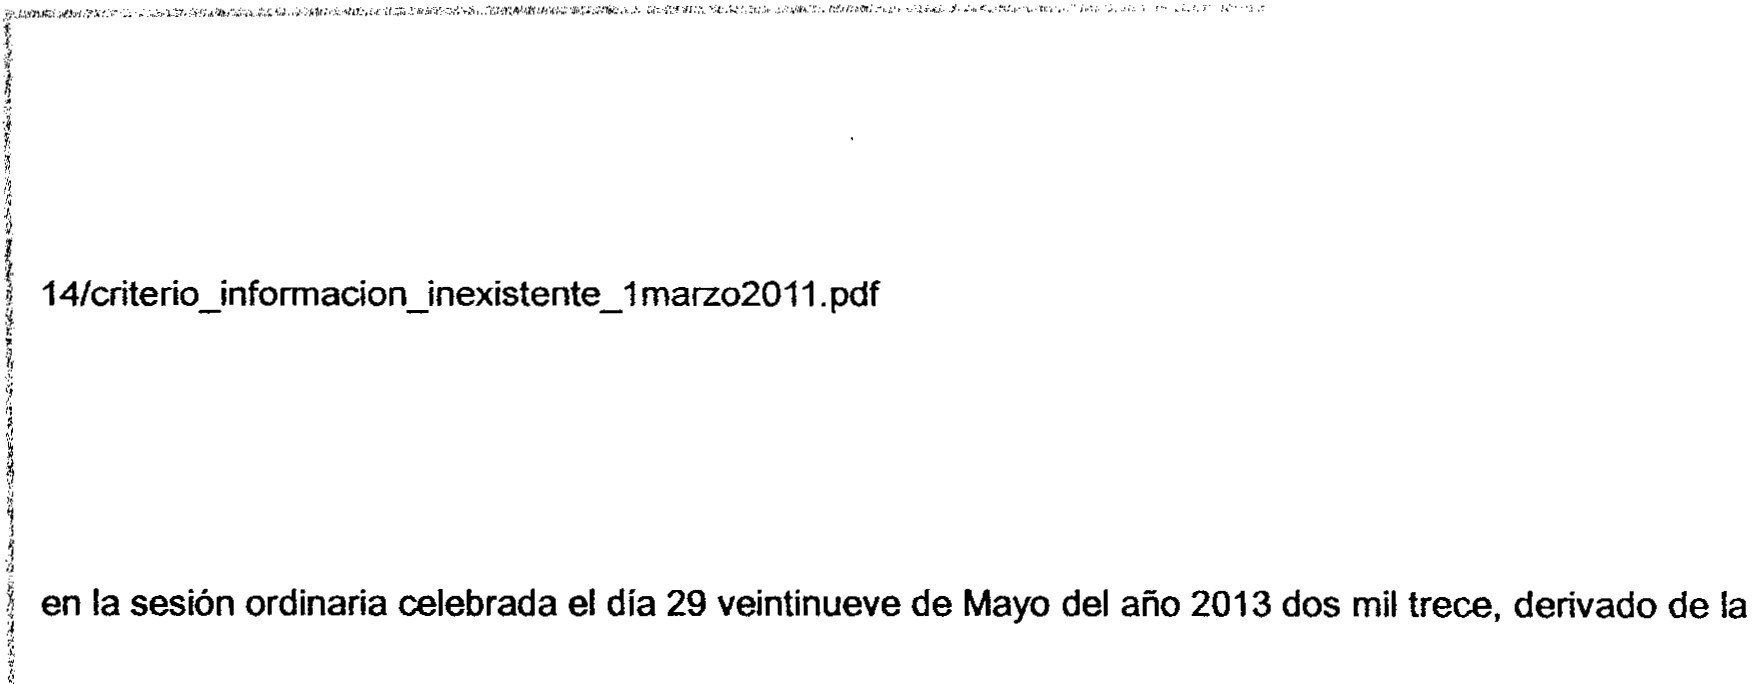 14/criterio_informacion_inexistente_1marzo2011.pdf
en la sesión ordinaria celebrada el día 29 veintinueve de Mayo del año 2013 dos mil trece, derivado de la